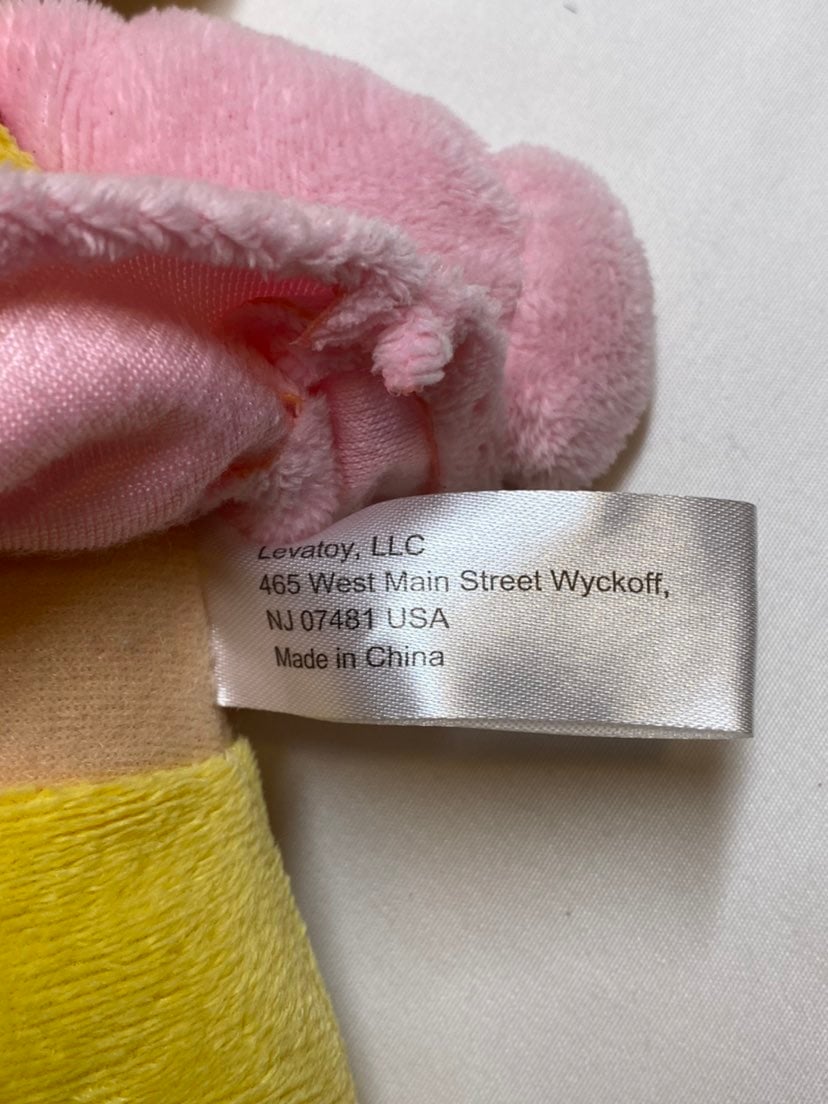 Levatoy, LLC
465 West Main Street Wyckoff,
NJ 07481 USA
Made in China